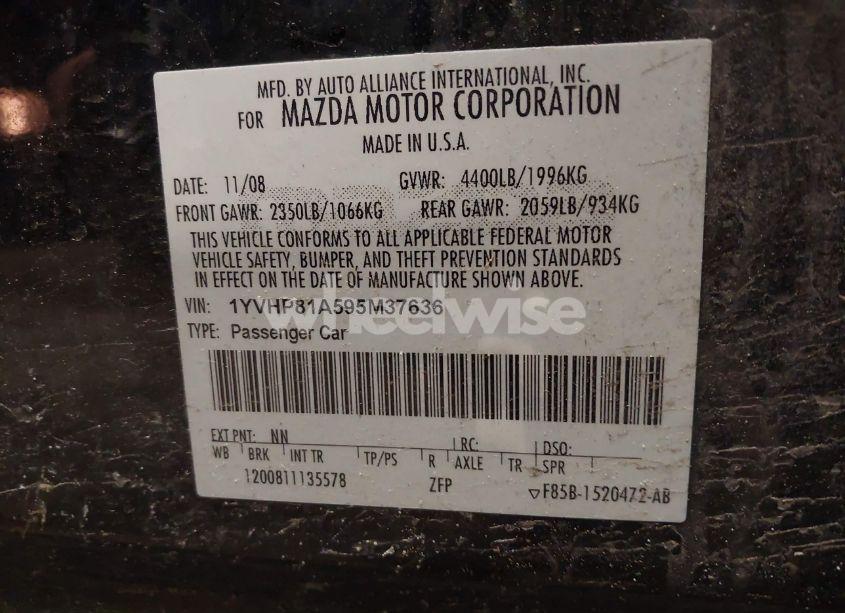 MFD. BY AUTO ALLIANCE INTERNATIONAL, INC.
FOR MAZDA MOTOR CORPORATION
MADE IN U.S.A.
DATE: 11/08 GVWR: 4400LB/1996KG
FRONT GAWR: 2350LB/1066KG REAR GAWR: 2059LB/934KG
THIS VEHICLE CONFORMS TO ALL APPLICABLE FEDERAL MOTOR
VEHICLE SAFETY, BUMPER, AND THEFT PREVENTION STANDARDS
IN EFFECT ON THE DATE OF MANUFACTURE SHOWN ABOVE.
VIN: 1YVHP81A595M37636
wheelwise
TYPE: Passenger Car
EXT PNT: NN RC: DSO:
WB BRK INT TR TP/PS R AXLE TR SPR
1200811135578 ZFP ▽F85B-1520472-AB